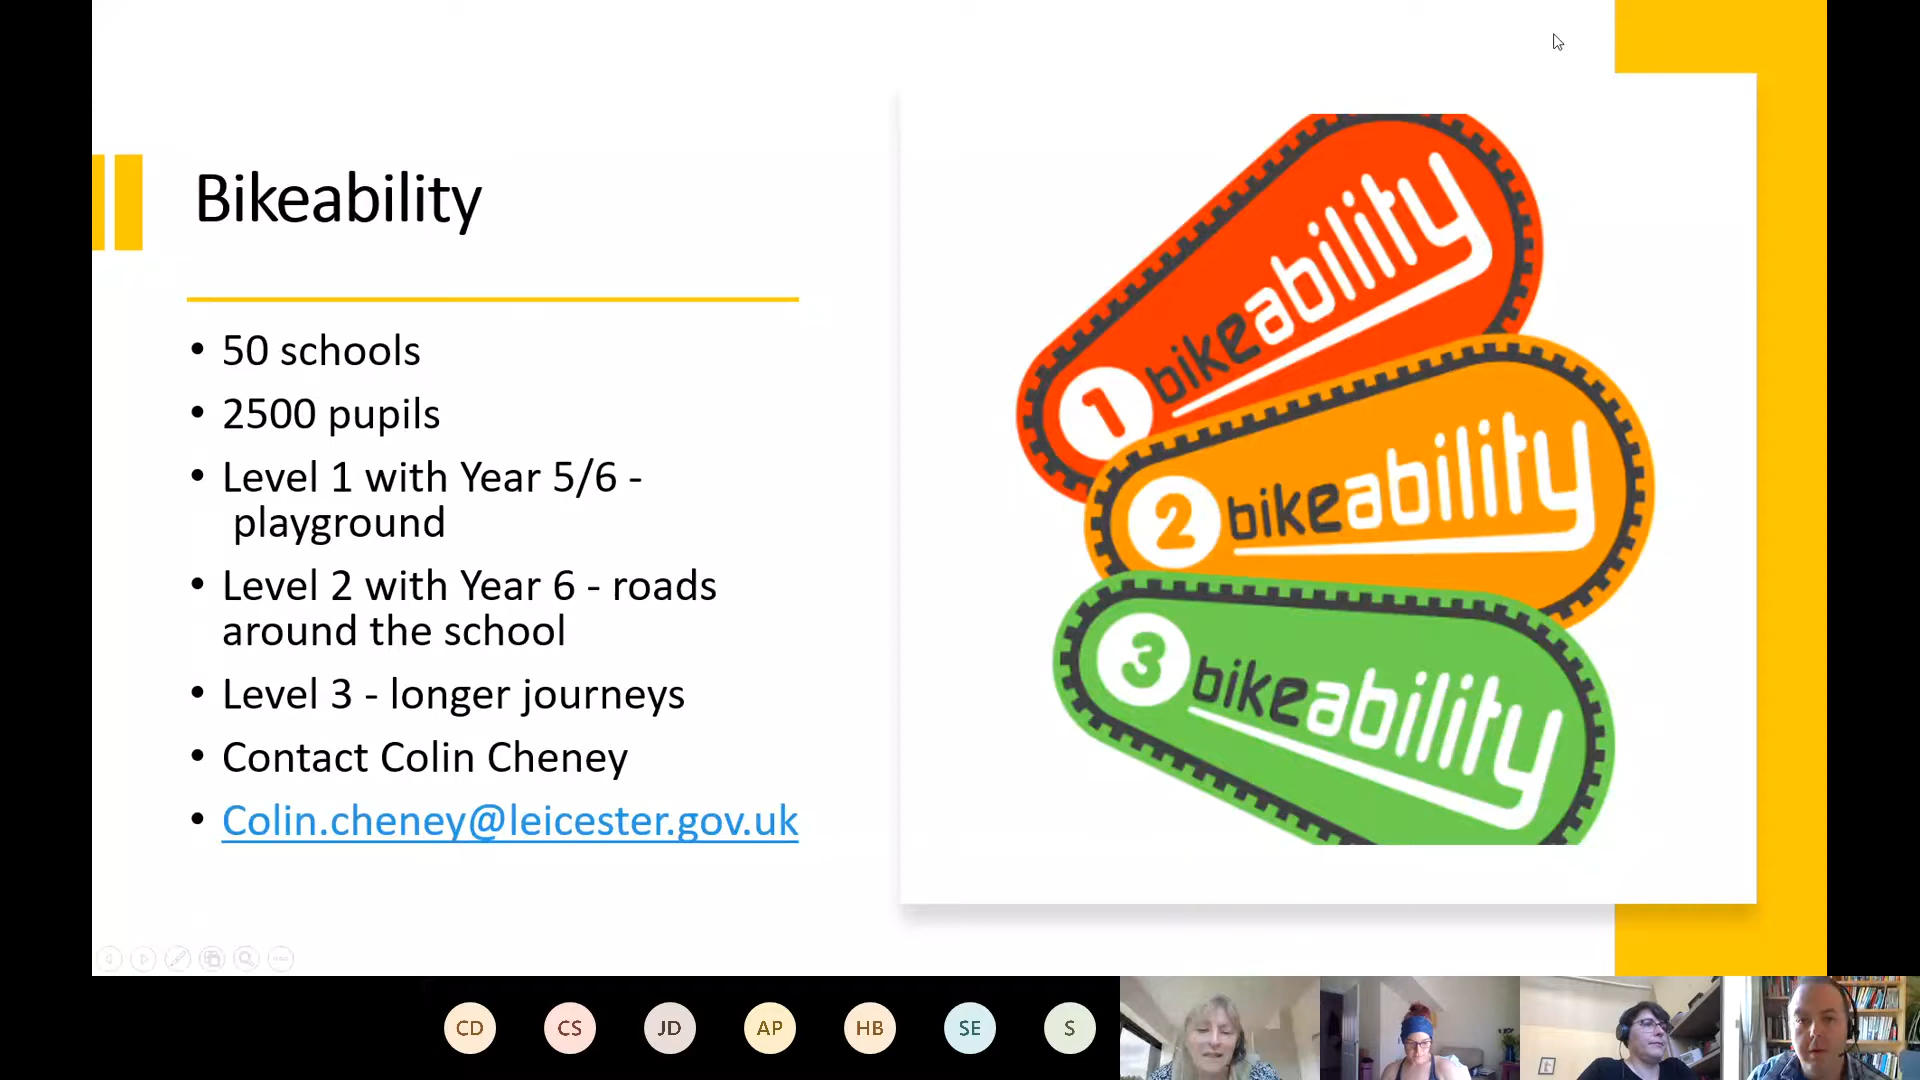 Bikeability
• 50 schools
• 2500 pupils
• Level 1 with Year 5/6 -
playground
• Level 2 with Year 6 - roads
around the school
• Level 3 - longer journeys
• Contact Colin Cheney
• Colin.cheney@leicester.gov.uk
1 bikeability
2 bikeability
3 bikeability
CD CS JD AP HB SE S